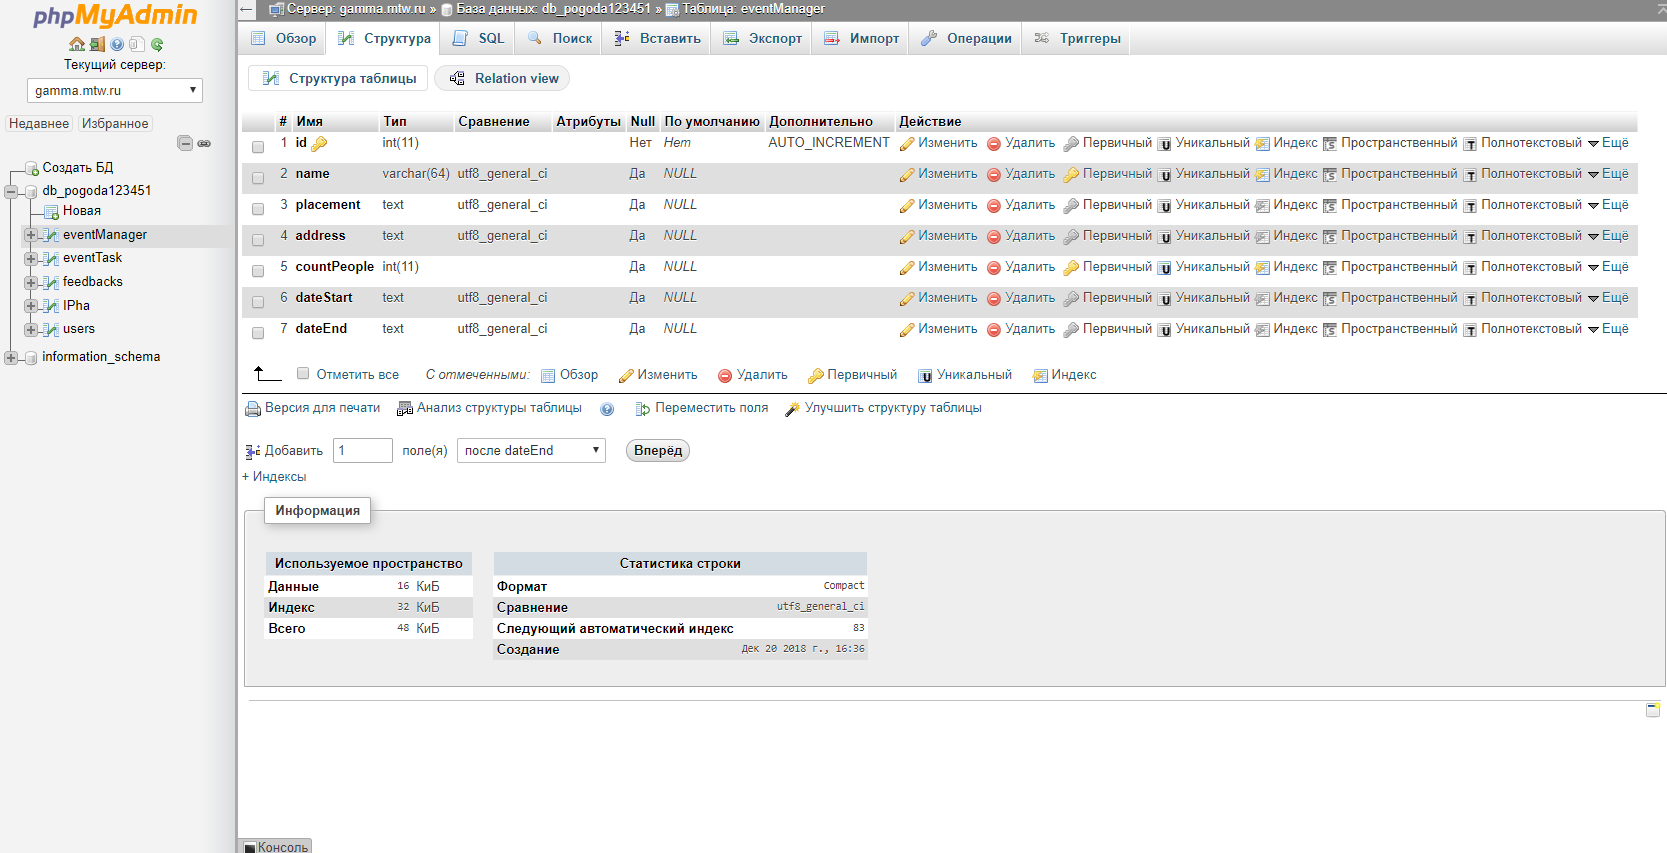 phpMyAdmin
Текущий сервер:
gamma.mtw.ru
Недавнее Избранное
Создать БД
db_pogoda123451
Новая
eventManager
eventTask
feedbacks
IPha
users
information_schema
Сервер: gamma.mtw.ru » База данных: db_pogoda123451 » Таблица: eventManager
Обзор Структура SQL Поиск Вставить Экспорт Импорт Операции Триггеры
Структура таблицы Relation view
# Имя Тип Сравнение Атрибуты Null По умолчанию Дополнительно Действие
1 id int(11) Нет Нет AUTO_INCREMENT Изменить Удалить Первичный Уникальный Индекс Пространственный Полнотекстовый Ещё
2 name varchar(64) utf8_general_ci Да NULL Изменить Удалить Первичный Уникальный Индекс Пространственный Полнотекстовый Ещё
3 placement text utf8_general_ci Да NULL Изменить Удалить Первичный Уникальный Индекс Пространственный Полнотекстовый Ещё
4 address text utf8_general_ci Да NULL Изменить Удалить Первичный Уникальный Индекс Пространственный Полнотекстовый Ещё
5 countPeople int(11) Да NULL Изменить Удалить Первичный Уникальный Индекс Пространственный Полнотекстовый Ещё
6 dateStart text utf8_general_ci Да NULL Изменить Удалить Первичный Уникальный Индекс Пространственный Полнотекстовый Ещё
7 dateEnd text utf8_general_ci Да NULL Изменить Удалить Первичный Уникальный Индекс Пространственный Полнотекстовый Ещё
Отметить все С отмеченными: Обзор Изменить Удалить Первичный Уникальный Индекс
Версия для печати Анализ структуры таблицы Переместить поля Улучшить структуру таблицы
Добавить 1 поле(я) после dateEnd Вперёд
+ Индексы
Информация
Используемое пространство
Данные 16 КиБ
Индекс 32 КиБ
Всего 48 КиБ
Статистика строки
Формат Compact
Сравнение utf8_general_ci
Следующий автоматический индекс 83
Создание Дек 20 2018 г., 16:36
Консоль